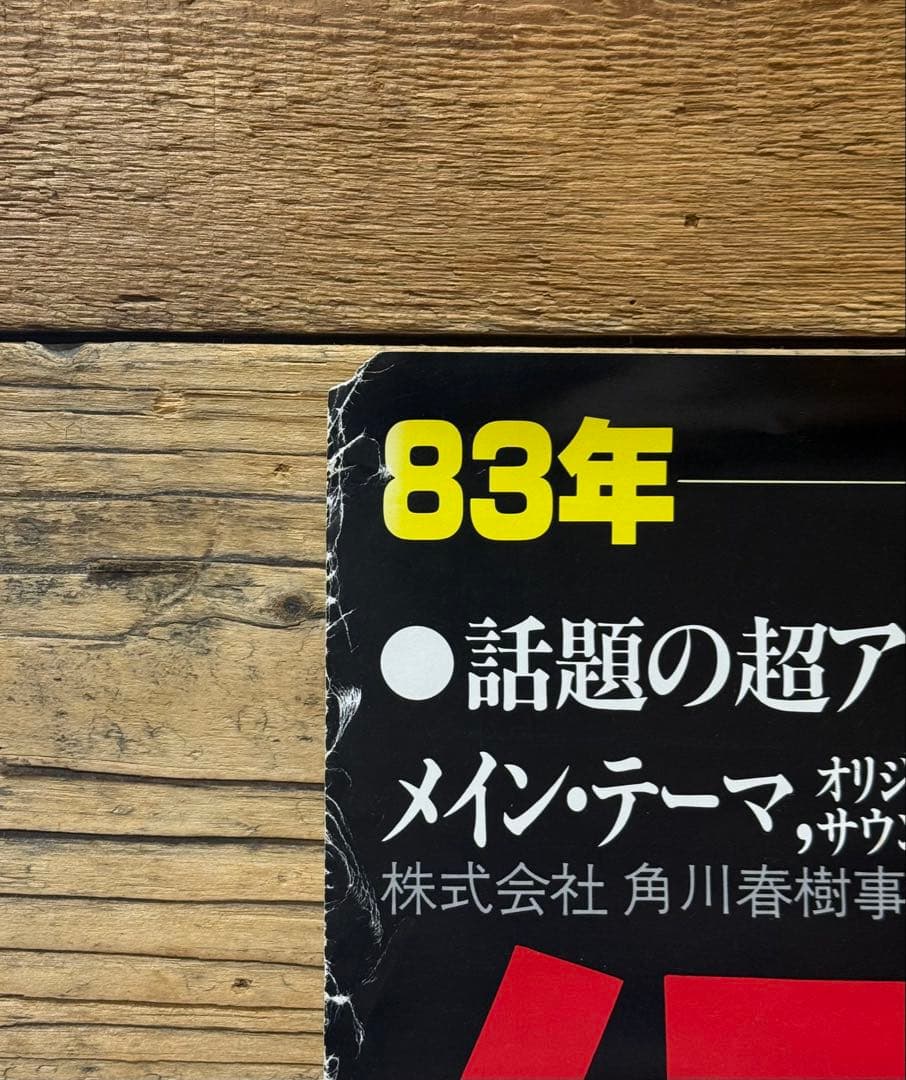 83年
●話題の超ア
メイン・テーマ,オリジ
サウン
株式会社 角川春樹事